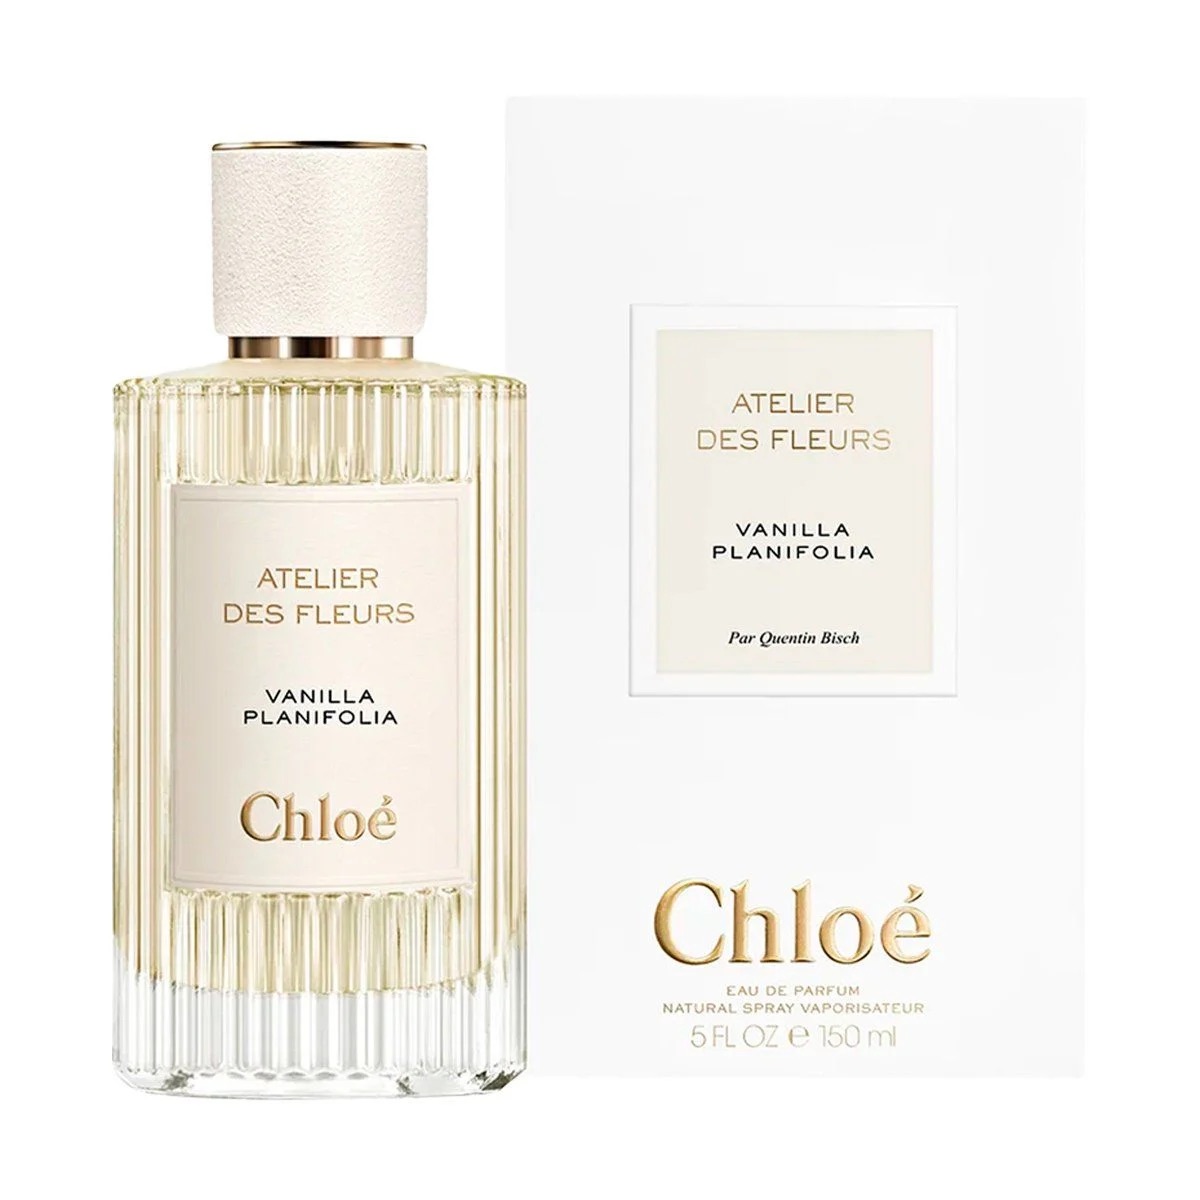 ATELIER
DES FLEURS
VANILLA
PLANIFOLIA
Chloé
ATELIER
DES FLEURS
VANILLA
PLANIFOLIA
Par Quentin Bisch
Chloé
EAU DE PARFUM
NATURAL SPRAY VAPORISATEUR
5 FL OZ ℮ 150 ml